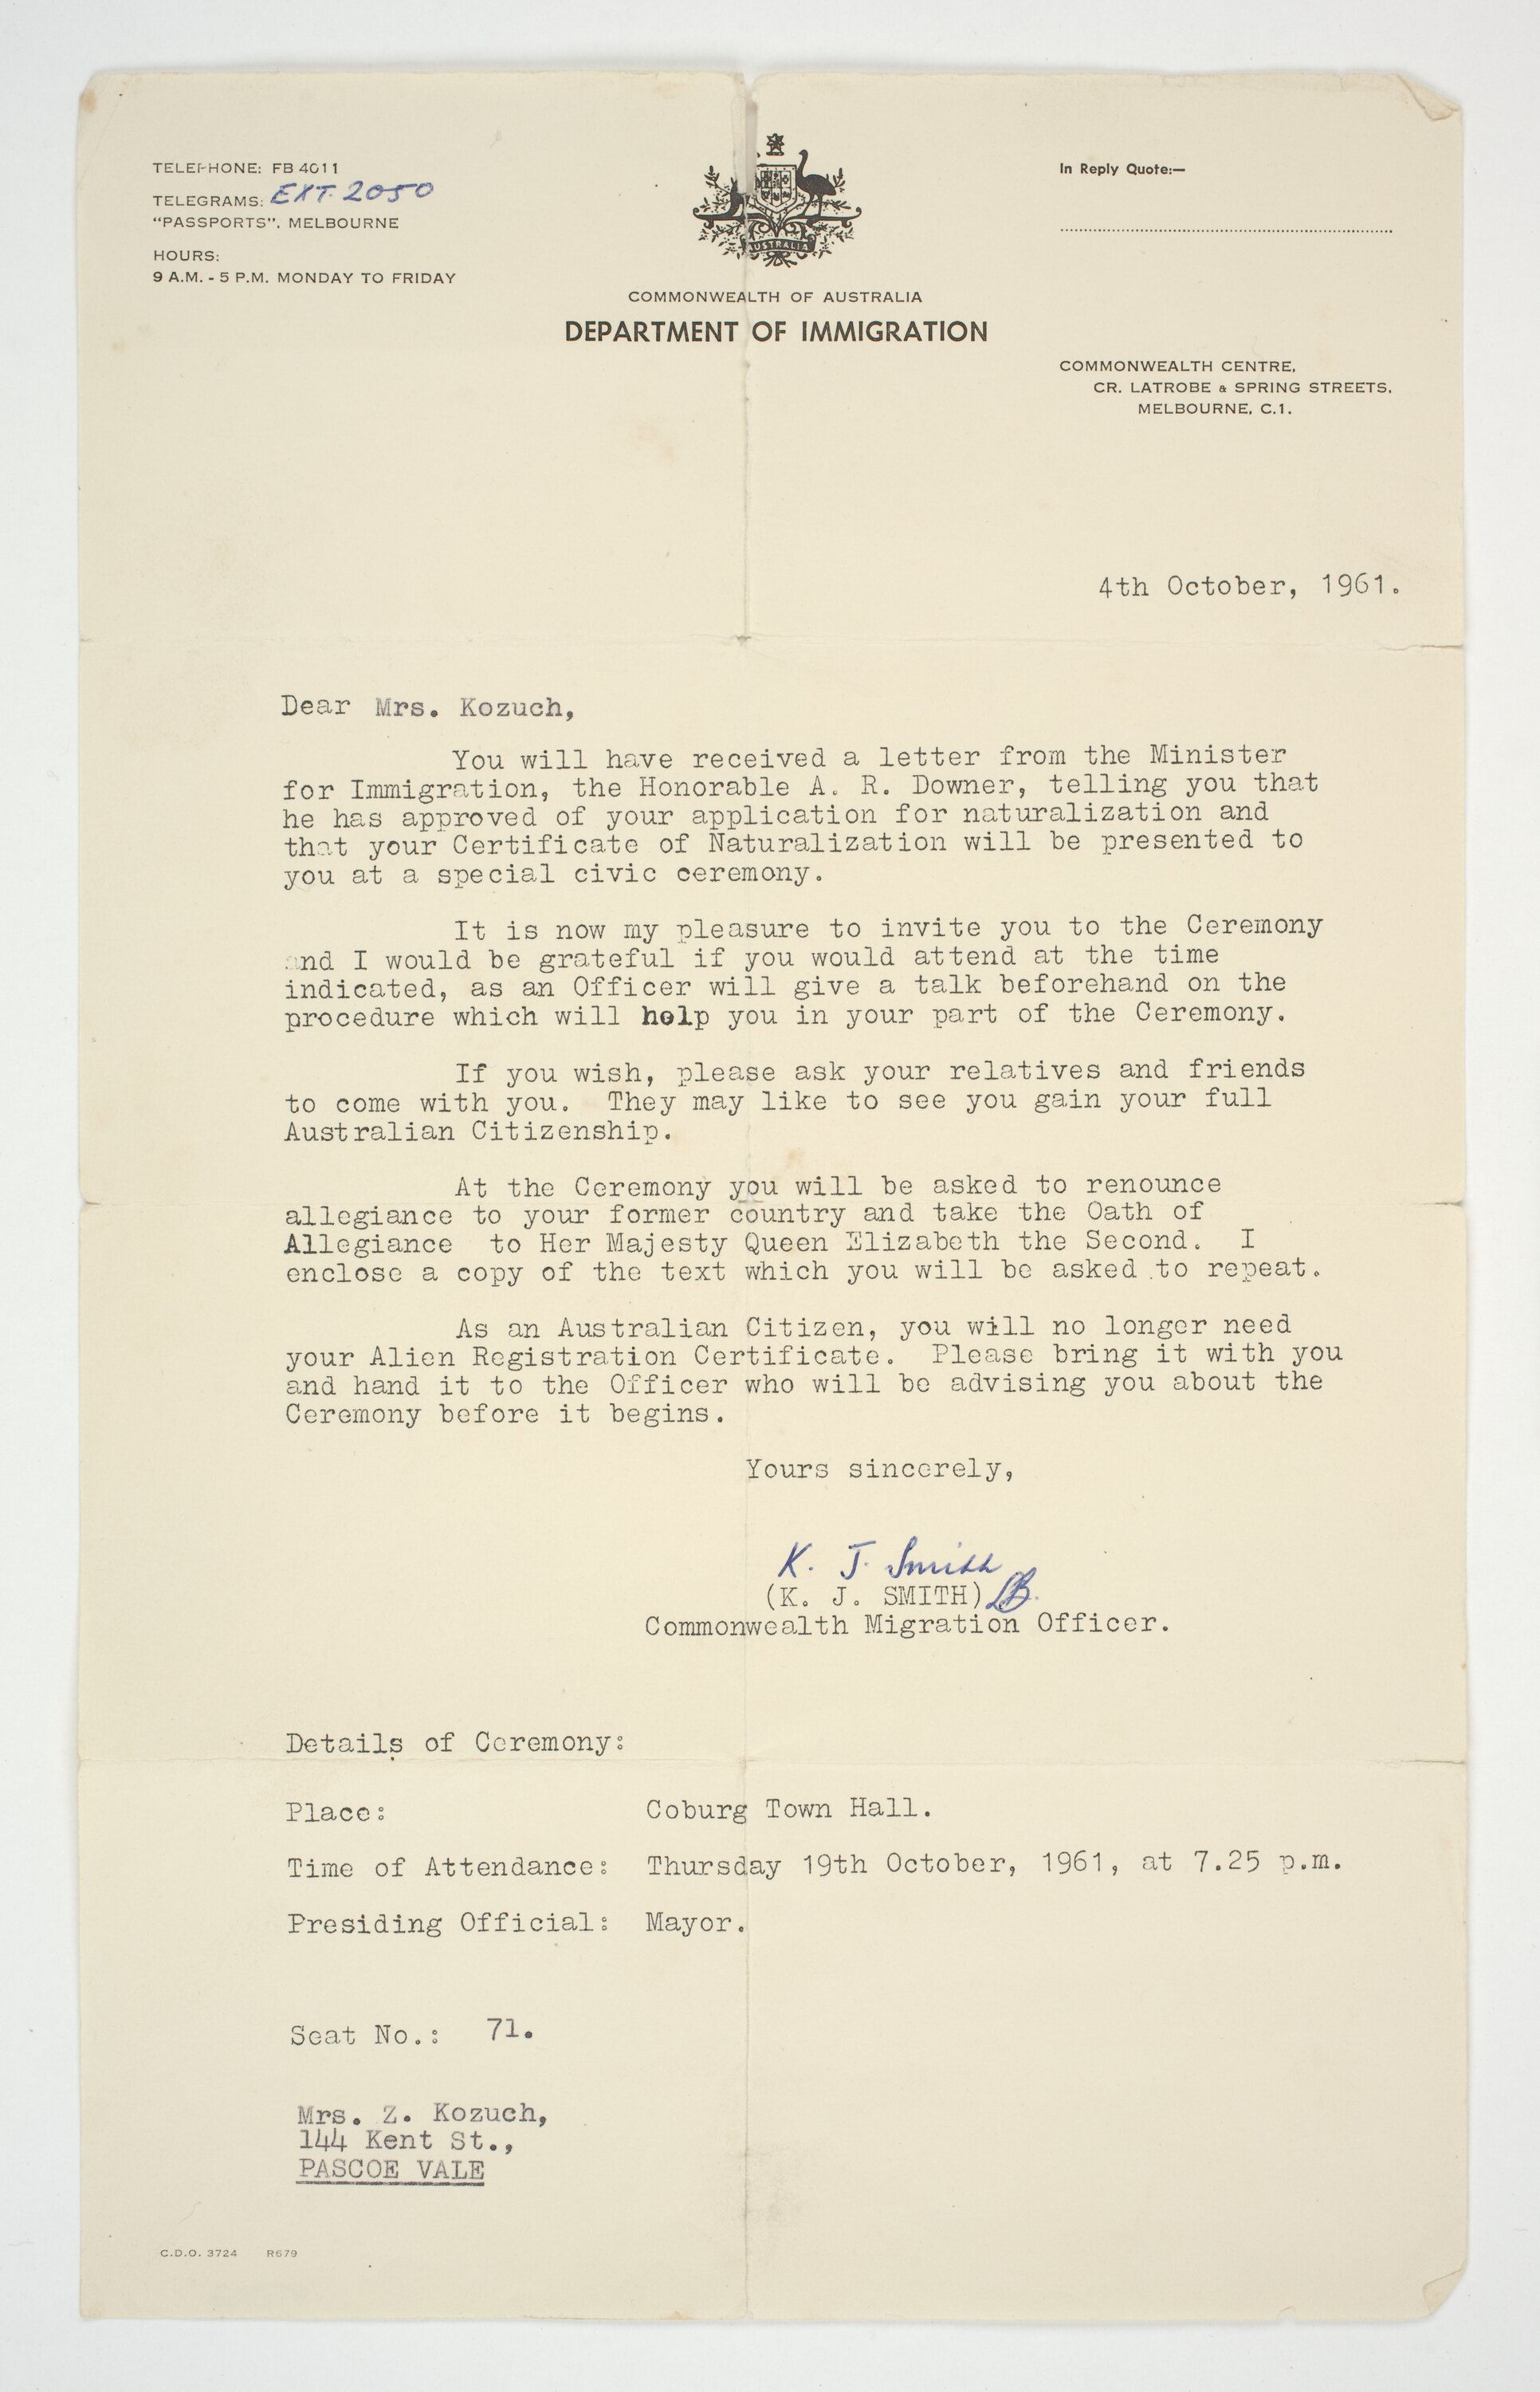 TELEPHONE: FB 4011
TELEGRAMS: EXT. 2050
"PASSPORTS", MELBOURNE
HOURS:
9 A.M. - 5 P.M. MONDAY TO FRIDAY
In Reply Quote:—
AUSTRALIA
COMMONWEALTH OF AUSTRALIA
DEPARTMENT OF IMMIGRATION
COMMONWEALTH CENTRE,
CR. LATROBE & SPRING STREETS,
MELBOURNE, C.1.
4th October, 1961.
Dear Mrs. Kozuch,
You will have received a letter from the Minister
for Immigration, the Honorable A. R. Downer, telling you that
he has approved of your application for naturalization and
that your Certificate of Naturalization will be presented to
you at a special civic ceremony.
It is now my pleasure to invite you to the Ceremony
and I would be grateful if you would attend at the time
indicated, as an Officer will give a talk beforehand on the
procedure which will help you in your part of the Ceremony.
If you wish, please ask your relatives and friends
to come with you. They may like to see you gain your full
Australian Citizenship.
At the Ceremony you will be asked to renounce
allegiance to your former country and take the Oath of
Allegiance to Her Majesty Queen Elizabeth the Second. I
enclose a copy of the text which you will be asked to repeat.
As an Australian Citizen, you will no longer need
your Alien Registration Certificate. Please bring it with you
and hand it to the Officer who will be advising you about the
Ceremony before it begins.
Yours sincerely,
K. J. Smith
(K. J. SMITH)
Commonwealth Migration Officer.
Details of Ceremony:
Place: Coburg Town Hall.
Time of Attendance: Thursday 19th October, 1961, at 7.25 p.m.
Presiding Official: Mayor.
Seat No.: 71.
Mrs. Z. Kozuch,
144 Kent St.,
PASCOE VALE
C.D.O. 3724 R679